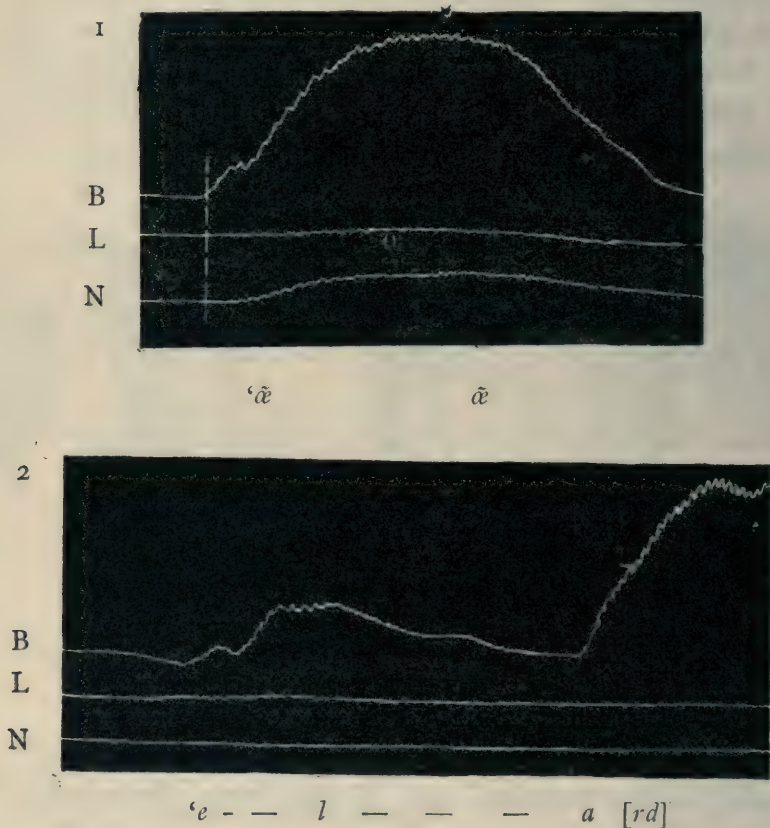 1
B
L
N
‘æ̃ æ̃
2
B
L
N
‘e - — l — — — a [rd]